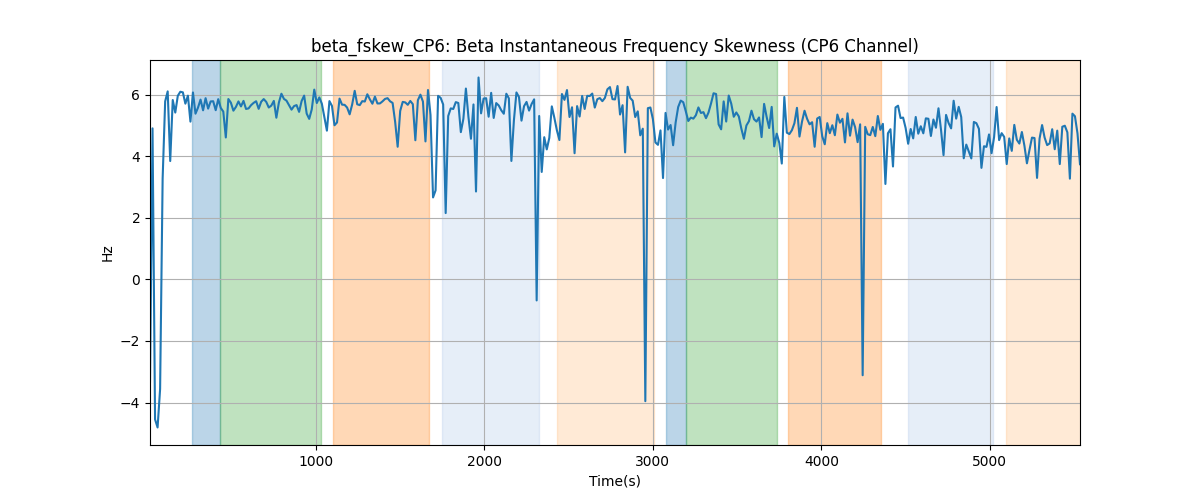 beta_fskew_CP6: Beta Instantaneous Frequency Skewness (CP6 Channel)
6
4
2
0
−2
−4
Hz
1000 2000 3000 4000 5000
Time(s)